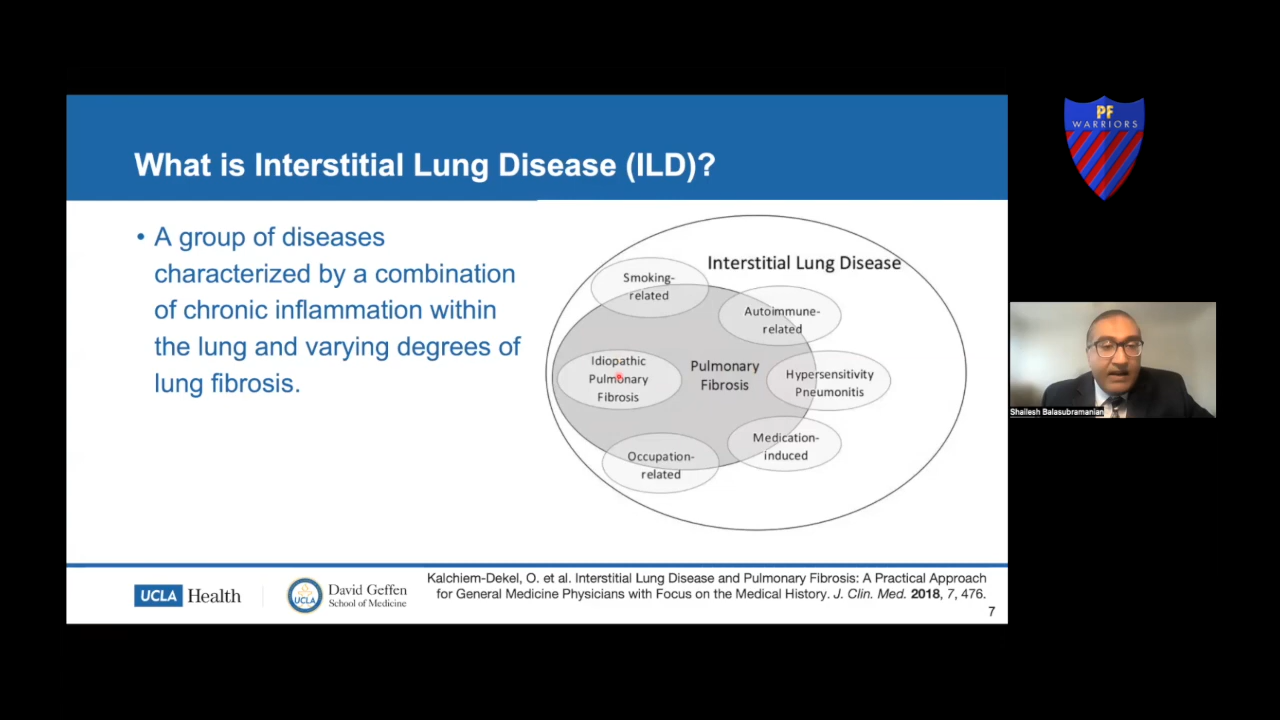 What is Interstitial Lung Disease (ILD)?
• A group of diseases
characterized by a combination
of chronic inflammation within
the lung and varying degrees of
lung fibrosis.
Interstitial Lung Disease
Smoking-
related
Autoimmune-
related
Idiopathic
Pulmonary
Fibrosis
Pulmonary
Fibrosis
Hypersensitivity
Pneumonitis
Medication-
induced
Occupation-
related
UCLA Health
UCLA
David Geffen
School of Medicine
Kalchiem-Dekel, O. et al. Interstitial Lung Disease and Pulmonary Fibrosis: A Practical Approach
for General Medicine Physicians with Focus on the Medical History. J. Clin. Med. 2018, 7, 476.
7
PF
WARRIORS
Shailesh Balasubramanian